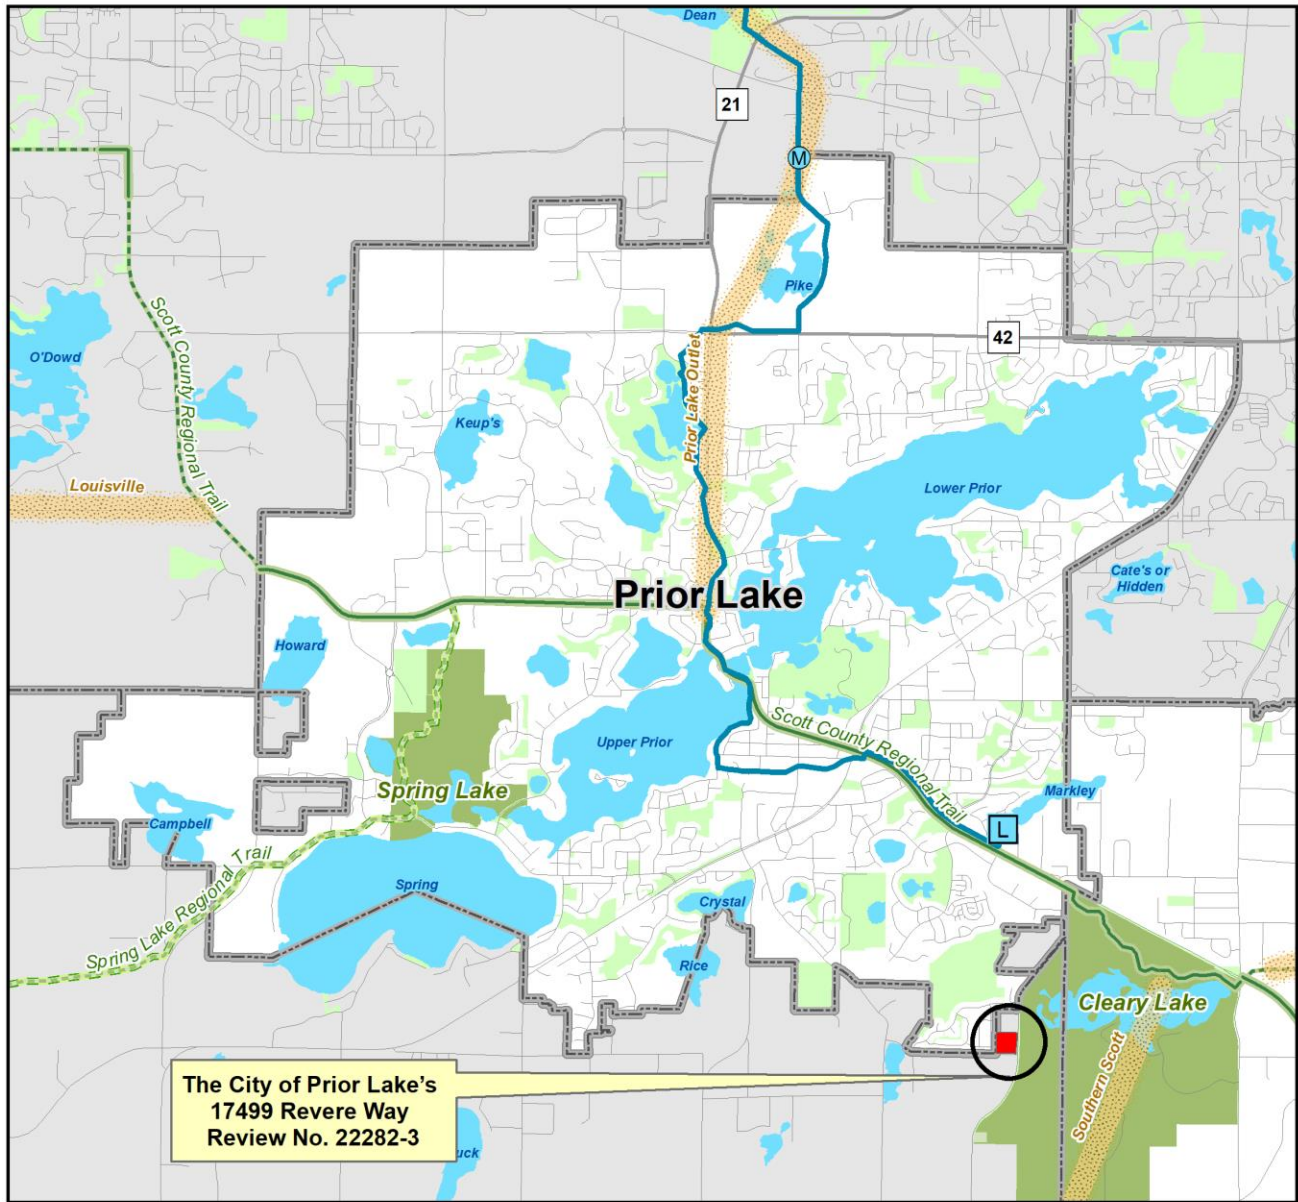 Dean
21
M
Pike
42
O'Dowd
Scott County Regional Trail
Prior Lake Outlet
Keup's
Louisville
Lower Prior
Cate's or
Hidden
Prior Lake
Howard
Upper Prior
Scott County Regional Trail
Spring Lake
Markley
Campbell
L
Spring Lake Regional Trail
Spring
Crystal
Rice
Cleary Lake
Southern Scott
The City of Prior Lake's
17499 Revere Way
Review No. 22282-3
uck